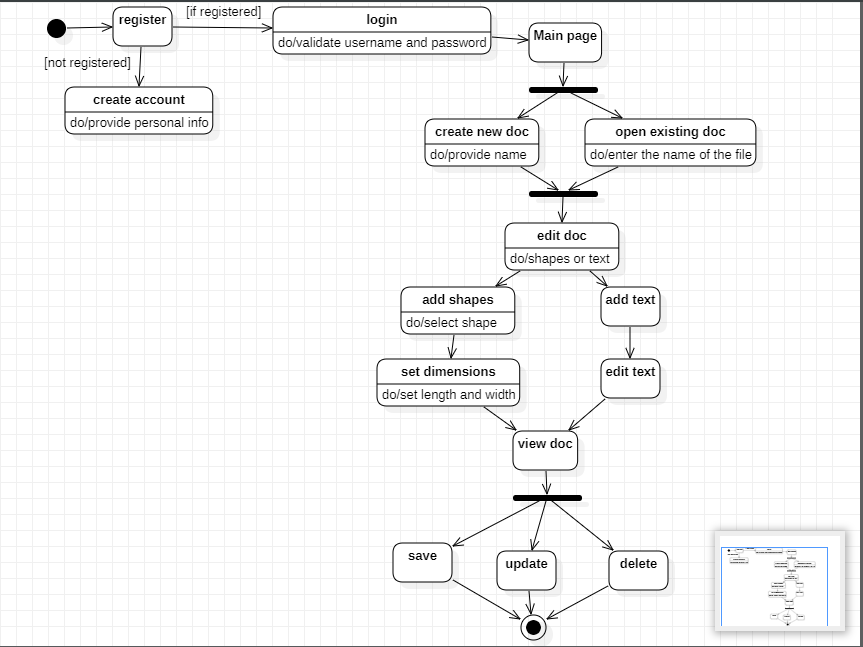 register
[if registered]
login
do/validate username and password
Main page
[not registered]
create account
do/provide personal info
create new doc
do/provide name
open existing doc
do/enter the name of the file
edit doc
do/shapes or text
add shapes
do/select shape
add text
set dimensions
do/set length and width
edit text
view doc
save
update
delete